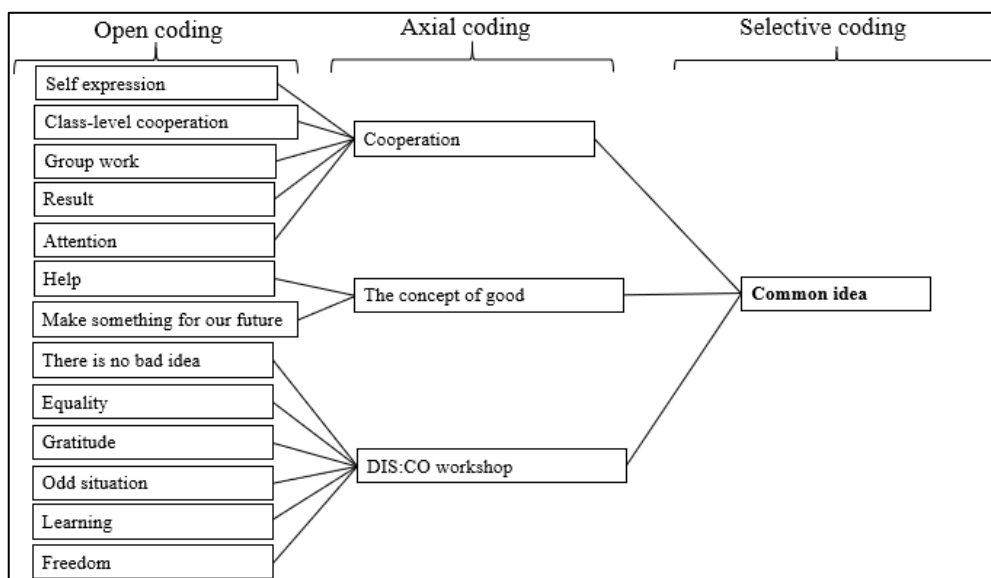 Open coding
Axial coding
Selective coding
Self expression
Class-level cooperation
Group work
Result
Attention
Help
Make something for our future
There is no bad idea
Equality
Gratitude
Odd situation
Learning
Freedom
Cooperation
The concept of good
DIS:CO workshop
Common idea